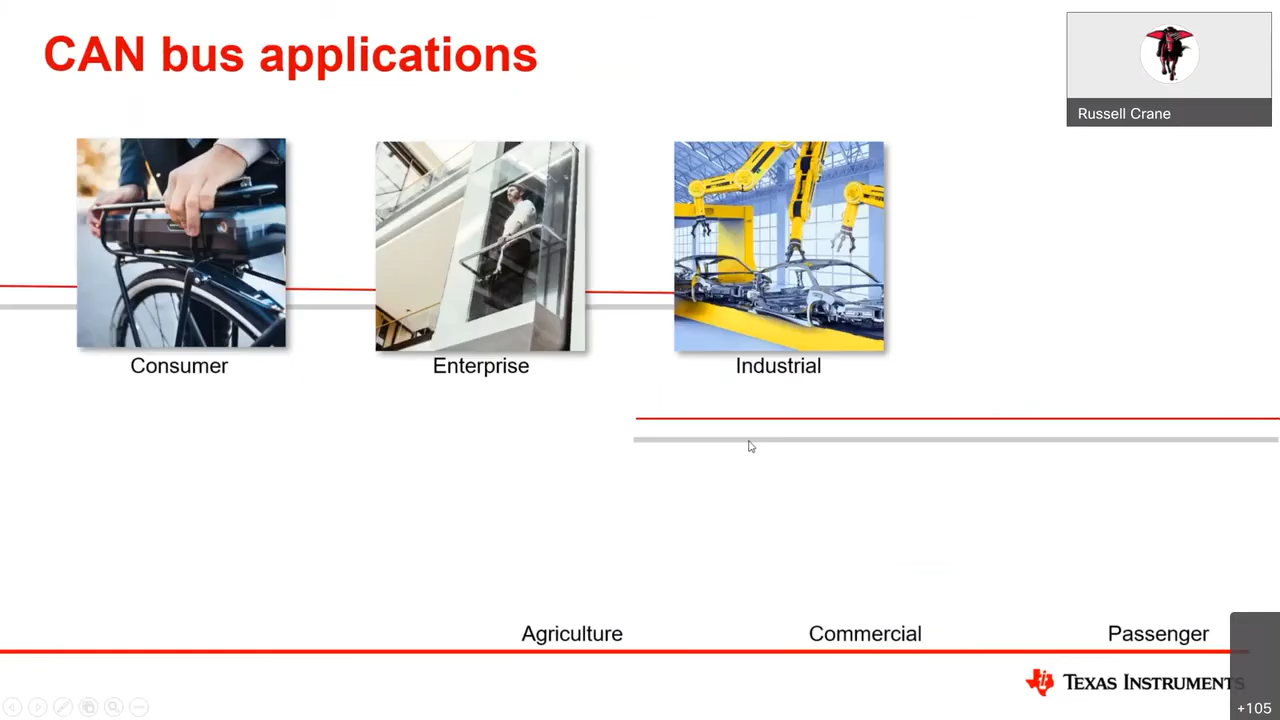 CAN bus applications
Russell Crane
Consumer
Enterprise
Industrial
Agriculture
Commercial
Passenger
TEXAS INSTRUMENTS
+105